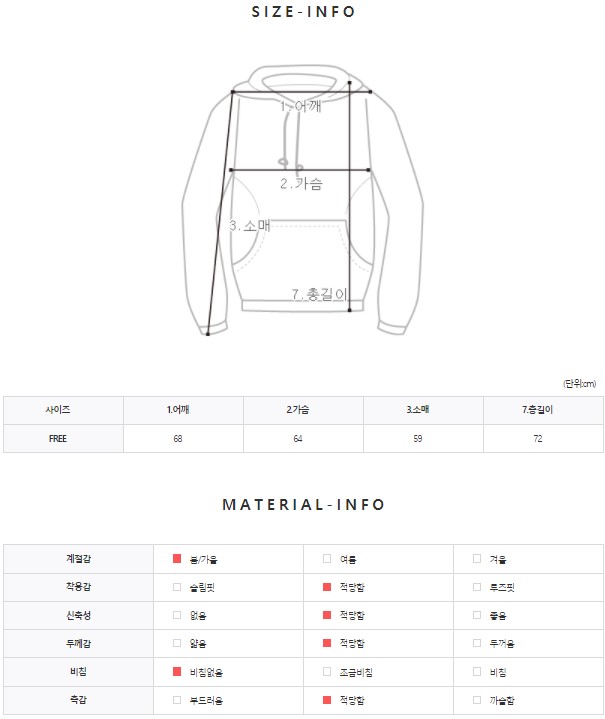 SIZE-INFO
1.어깨
2.가슴
3.소매
7.총길이
(단위:cm)
사이즈 1.어깨 2.가슴 3.소매 7.총길이
FREE 68 64 59 72
MATERIAL-INFO
계절감 봄/가을 여름 겨울
착용감 슬림핏 적당함 루즈핏
신축성 없음 적당함 좋음
두께감 얇음 적당함 두꺼움
비침 비침없음 조금비침 비침
촉감 부드러움 적당함 까슬함